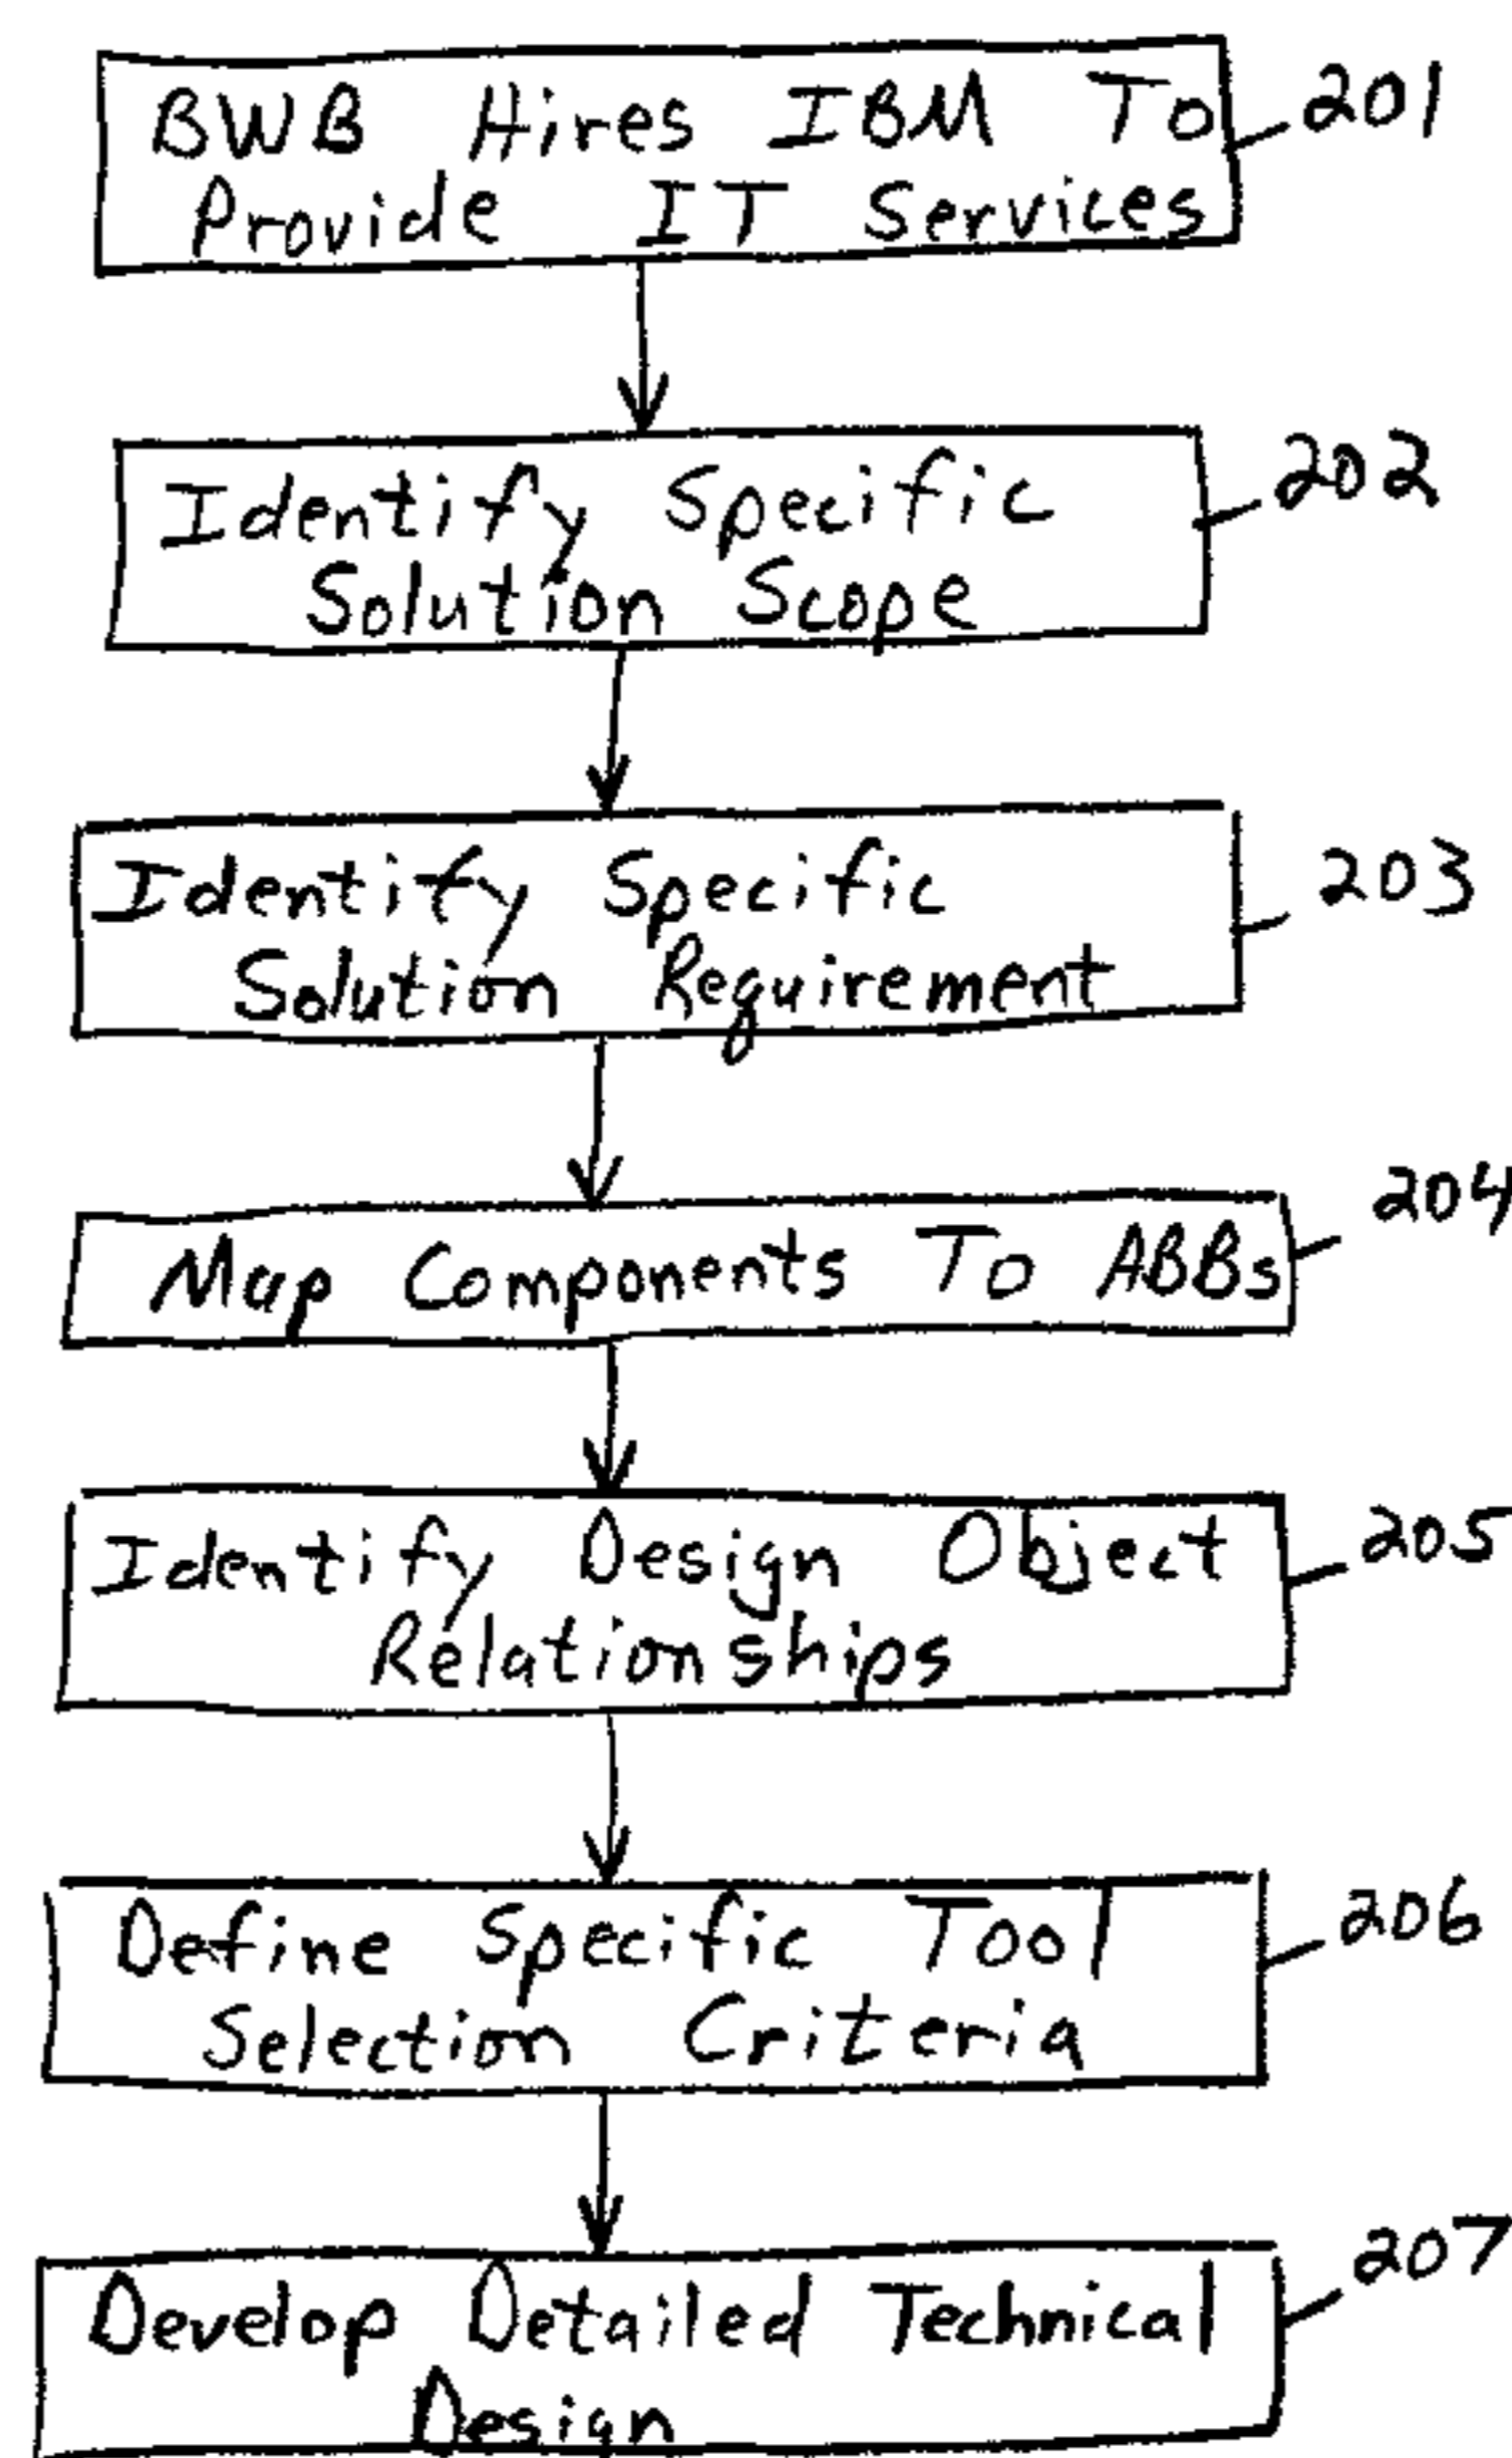 BWB Hires IBM To 201
Provide IT Services
Identify Specific 202
Solution Scope
Identify Specific 203
Solution Requirement
204
Map Components To ABBs
Identify Design Object 205
Relationships
Define Specific Tool 206
Selection Criteria
207
Develop Detailed Technical
Design